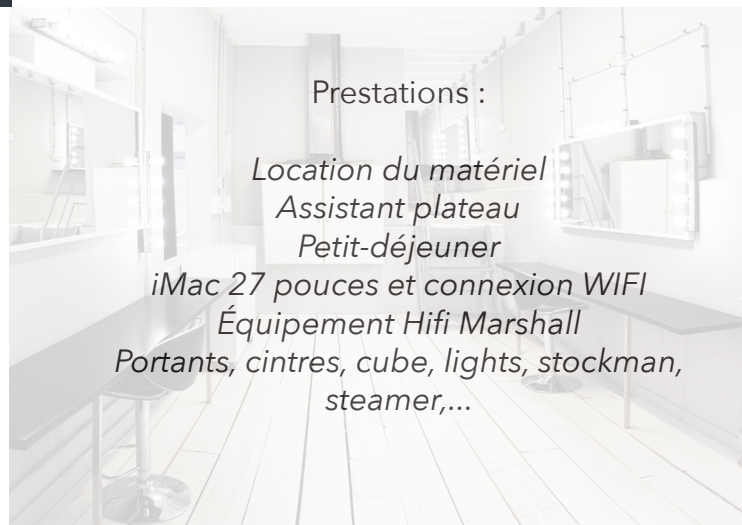 Prestations :
Location du matériel
Assistant plateau
Petit-déjeuner
iMac 27 pouces et connexion WIFI
Équipement Hifi Marshall
Portants, cintres, cube, lights, stockman,
steamer,...